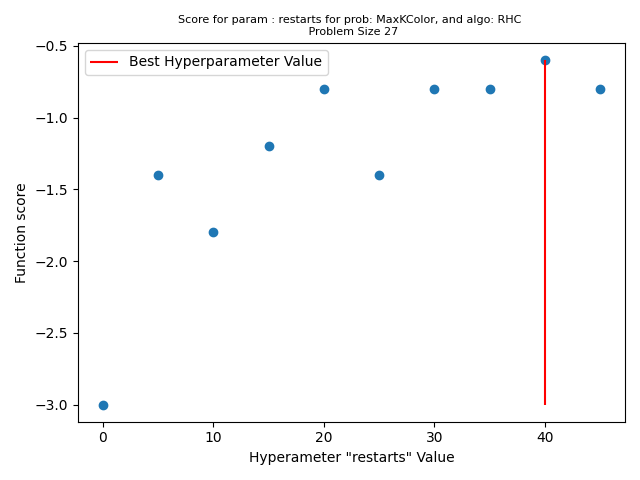 Score for param : restarts for prob: MaxKColor, and algo: RHC
Problem Size 27
Best Hyperparameter Value
Function score
−0.5
−1.0
−1.5
−2.0
−2.5
−3.0
0 10 20 30 40
Hyperameter "restarts" Value